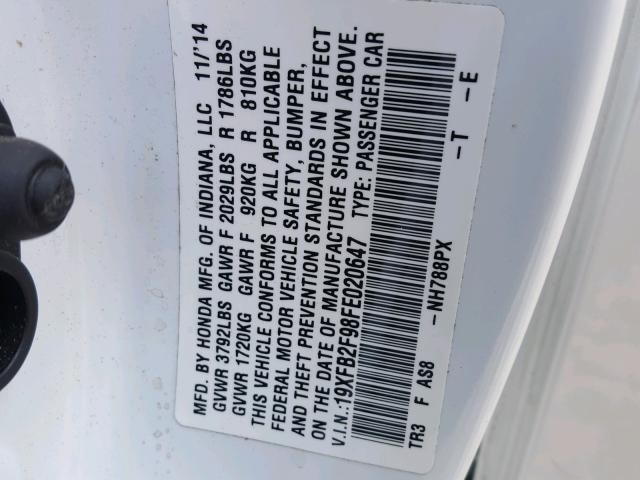 MFD. BY HONDA MFG. OF INDIANA, LLC 11/'14
GVWR 3792LBS GAWR F 2029LBS R 1786LBS
GVWR 1720KG GAWR F 920KG R 810KG
THIS VEHICLE CONFORMS TO ALL APPLICABLE
FEDERAL MOTOR VEHICLE SAFETY, BUMPER,
AND THEFT PREVENTION STANDARDS IN EFFECT
ON THE DATE OF MANUFACTURE SHOWN ABOVE.
V.I.N.:19XFB2F98FE020647 TYPE: PASSENGER CAR
TR3 F AS8 -NH788PX -T -E